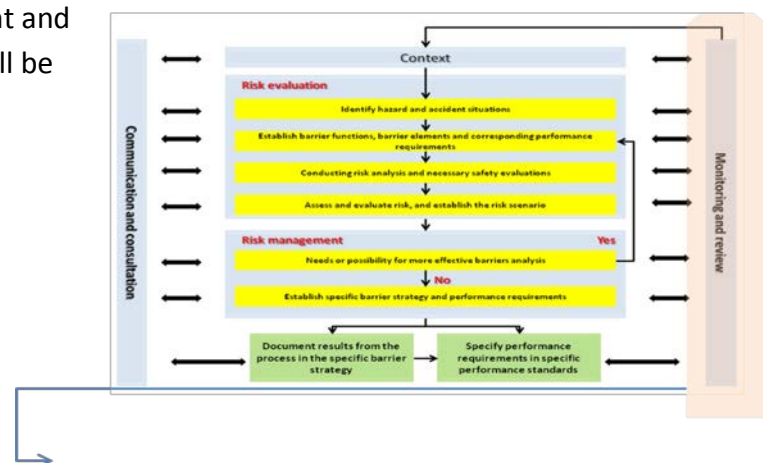 nt and
ll be
Context
Communication and consultation
Monitoring and review
Risk evaluation
Identify hazard and accident situations
Establish barrier functions, barrier elements and corresponding performance
requirements
Conducting risk analysis and necessary safety evaluations
Assess and evaluate risk, and establish the risk scenario
Risk management
Yes
Needs or possibility for more effective barriers analysis
No
Establish specific barrier strategy and performance requirements
Document results from the
process in the specific barrier
strategy
Specify performance
requirements in specific
performance standards